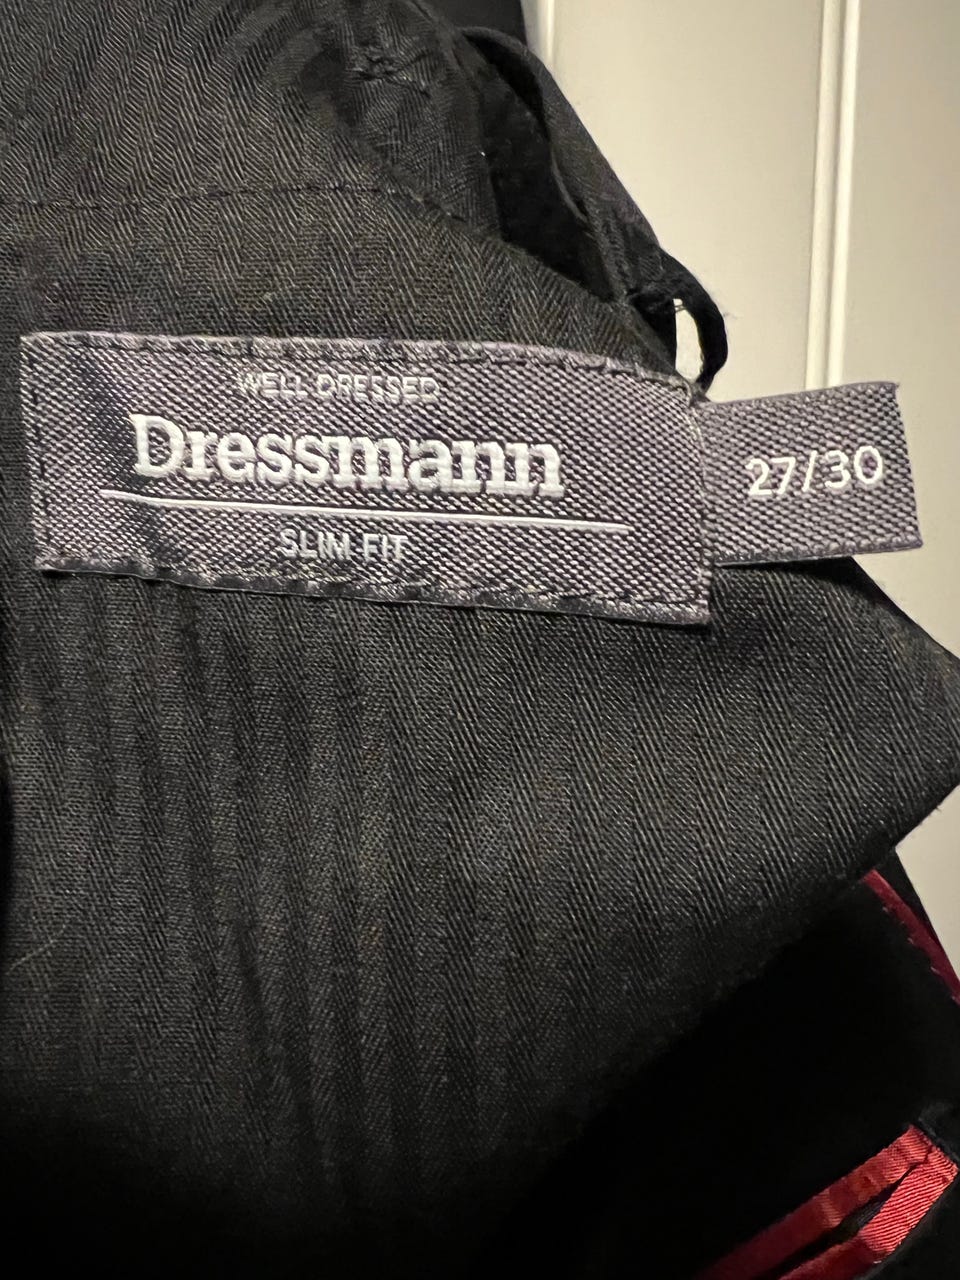 WELL DRESSED
Dressmann
SLIM FIT
27/30